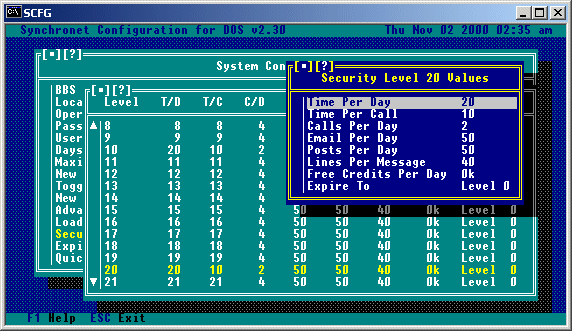 SCFG
Synchronet Configuration for DOS v2.30 Thu Nov 02 2000 02:35 am
[■][?]
System Con
[■][?]
Security Level 20 Values
Time Per Day 20
Time Per Call 10
Calls Per Day 2
Email Per Day 50
Posts Per Day 50
Lines Per Message 40
Free Credits Per Day 0k
Expire To Level 0
BBS
Loca
Oper
Pass
User
Days
Maxi
New
Togg
New
Adva
Load
Secu
Expi
Quic
[■][?]
Level T/D T/C C/D
8 8 8 4
9 9 9 4
10 20 10 2
11 11 11 4
12 12 12 4
13 13 13 4
14 14 14 4
15 15 15 4 50 50 40 0k Level 0
16 16 16 4 50 50 40 0k Level 0
17 17 17 4 50 50 40 0k Level 0
18 18 18 4 50 50 40 0k Level 0
19 19 19 4 50 50 40 0k Level 0
20 20 10 2 50 50 40 0k Level 0
21 21 21 4 50 50 40 0k Level 0
F1 Help ESC Exit